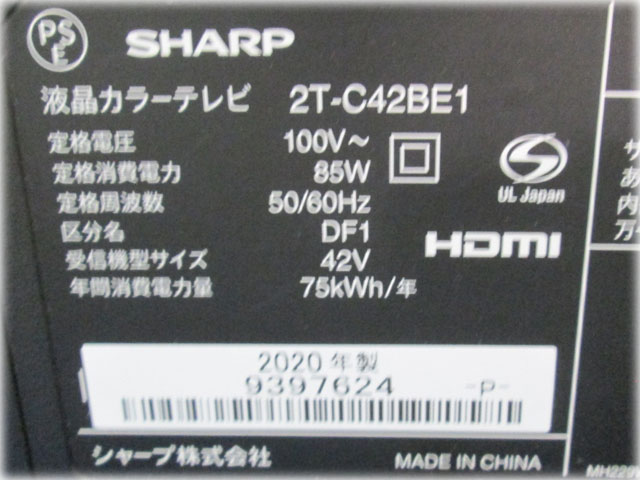 PSE
SHARP
液晶カラーテレビ 2T-C42BE1
定格電圧 100V～
定格消費電力 85W
定格周波数 50/60Hz
区分名 DF1
受信機型サイズ 42V
年間消費電力量 75kWh/年
UL Japan
HDMI
2020年製
9397624 -P-
シャープ株式会社 MADE IN CHINA
サ
あ
内
万一